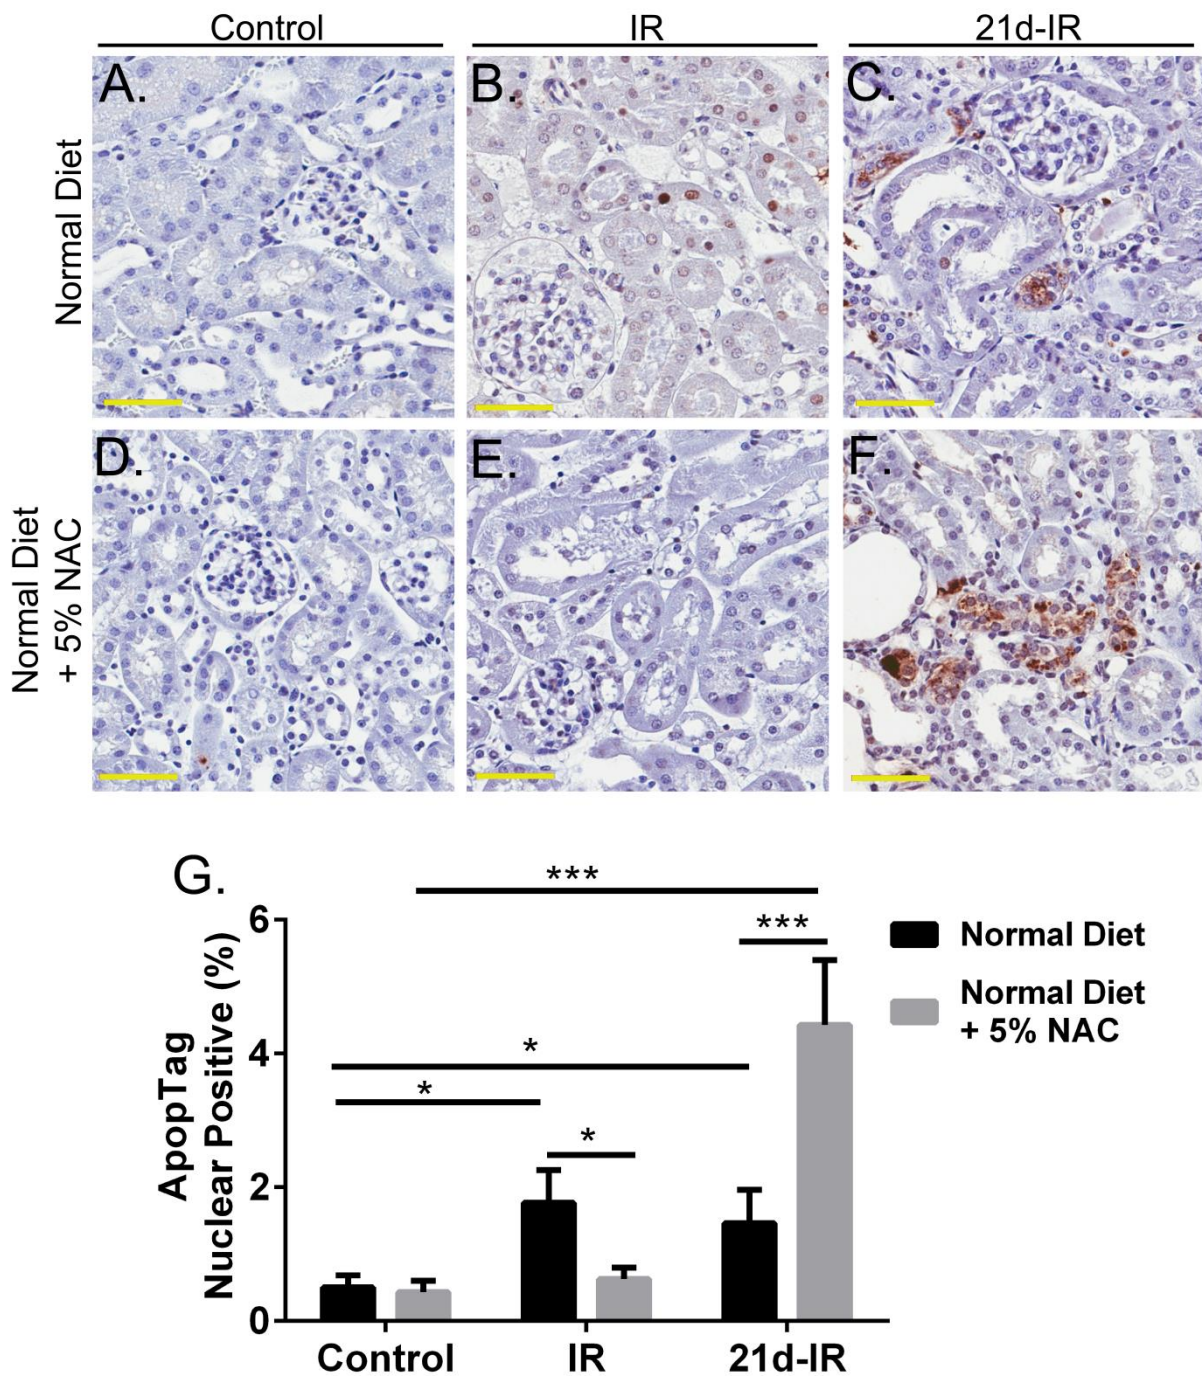 Control
IR
21d-IR
Normal Diet
A.
B.
C.
Normal Diet
+ 5% NAC
D.
E.
F.
G.
***
***
*
*
*
ApopTag
Nuclear Positive (%)
6
4
2
0
Control
IR
21d-IR
Normal Diet
Normal Diet
+ 5% NAC